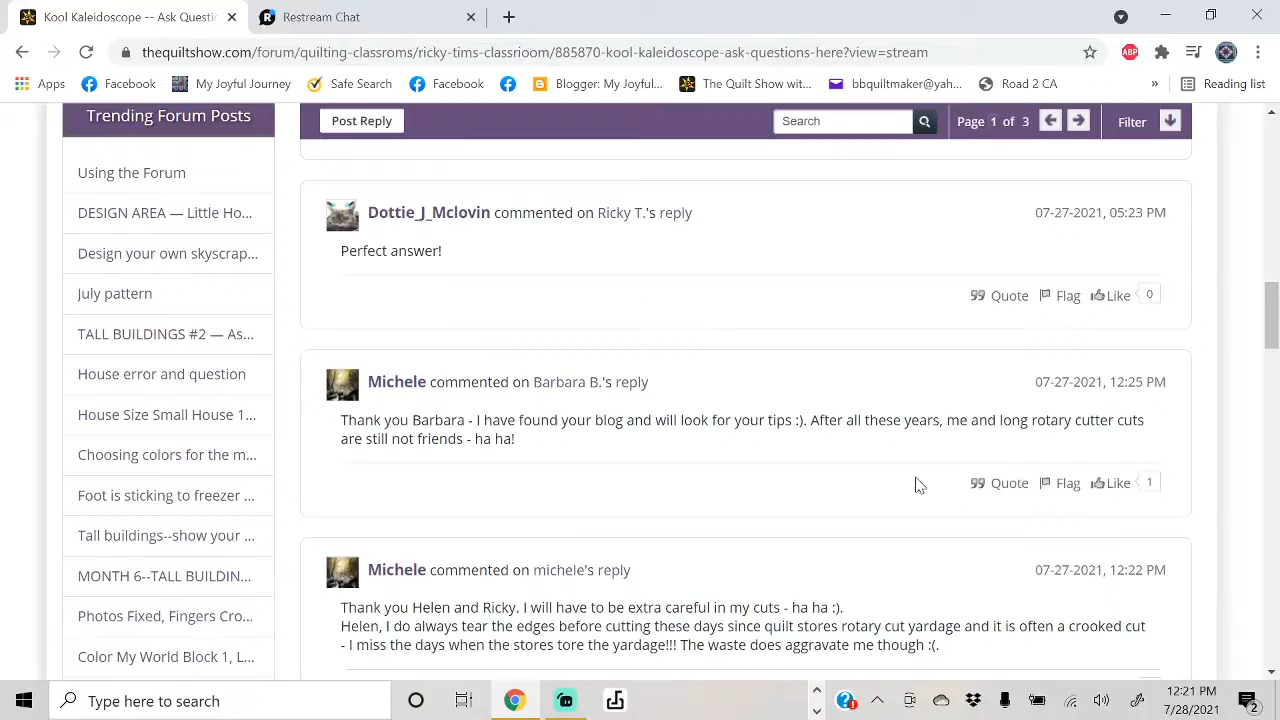 Kool Kaleidoscope -- Ask Questi
Restream Chat
thequiltshow.com/forum/quilting-classroms/ricky-tims-classrioom/885870-kool-kaleidoscope-ask-questions-here?view=stream
ABP
Apps
Facebook
My Joyful Journey
Safe Search
Facebook
Blogger: My Joyful...
The Quilt Show wit...
bbquiltmaker@yah...
Road 2 CA
»
Reading list
Trending Forum Posts
Using the Forum
DESIGN AREA — Little Ho...
Design your own skyscrap...
July pattern
TALL BUILDINGS #2 — As...
House error and question
House Size Small House 1...
Choosing colors for the m...
Foot is sticking to freezer ...
Tall buildings--show your ...
MONTH 6--TALL BUILDIN...
Photos Fixed, Fingers Cro...
Color My World Block 1, L...
Post Reply
Search
Page 1 of 3
Filter
Dottie_J_Mclovin commented on Ricky T.'s reply
07-27-2021, 05:23 PM
Perfect answer!
Quote Flag Like 0
Michele commented on Barbara B.'s reply
07-27-2021, 12:25 PM
Thank you Barbara - I have found your blog and will look for your tips :). After all these years, me and long rotary cutter cuts
are still not friends - ha ha!
Quote Flag Like 1
Michele commented on michele's reply
07-27-2021, 12:22 PM
Thank you Helen and Ricky. I will have to be extra careful in my cuts - ha ha :).
Helen, I do always tear the edges before cutting these days since quilt stores rotary cut yardage and it is often a crooked cut
- I miss the days when the stores tore the yardage!!! The waste does aggravate me though :(.
Type here to search
12:21 PM
7/28/2021
2